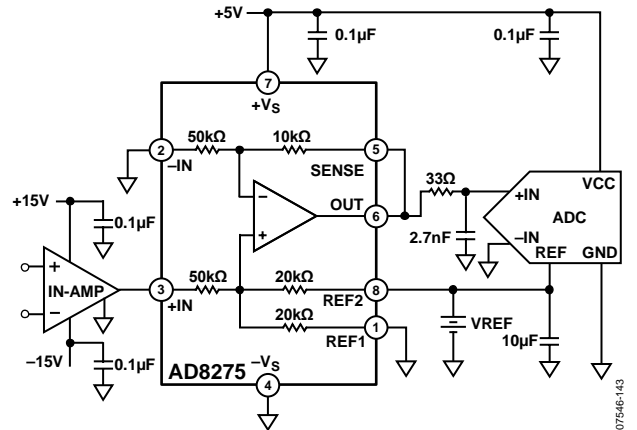 +5V
0.1µF
0.1µF
7
+VS
50kΩ
10kΩ
2
–IN
5
SENSE
33Ω
VCC
+15V
0.1µF
OUT
6
+IN
ADC
–IN
2.7nF
REF
GND
IN-AMP
3
+IN
50kΩ
20kΩ
8
REF2
20kΩ
1
REF1
VREF
10µF
–15V
0.1µF
AD8275
–VS
4
07546-143